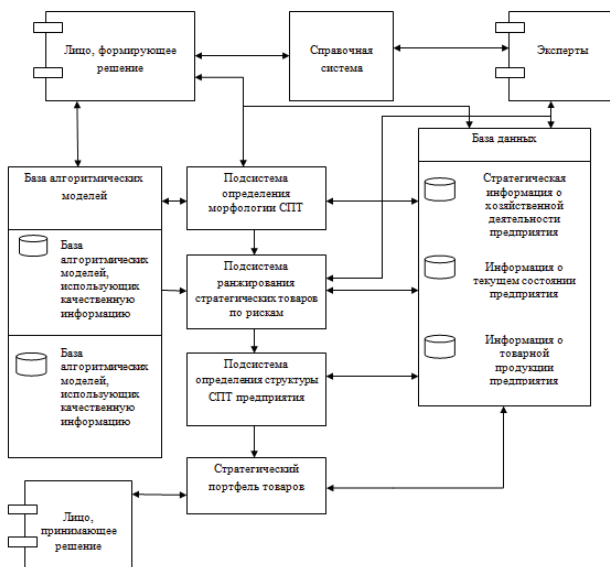 Лицо, формирующее
решение
Справочная
система
Эксперты
База алгоритмических
моделей
База
алгоритмических
моделей,
использующих
качественную
информацию
База
алгоритмических
моделей,
использующих
качественную
информацию
Подсистема
определения
морфологии СПТ
Подсистема
ранжирования
стратегических товаров
по рискам
Подсистема
определения структуры
СПТ предприятия
Стратегический
портфель товаров
База данных
Стратегическая
информация о
хозяйственной
деятельности
предприятия
Информация о
текущем состоянии
предприятия
Информация о
товарной
продукции
предприятия
Лицо,
принимающее
решение